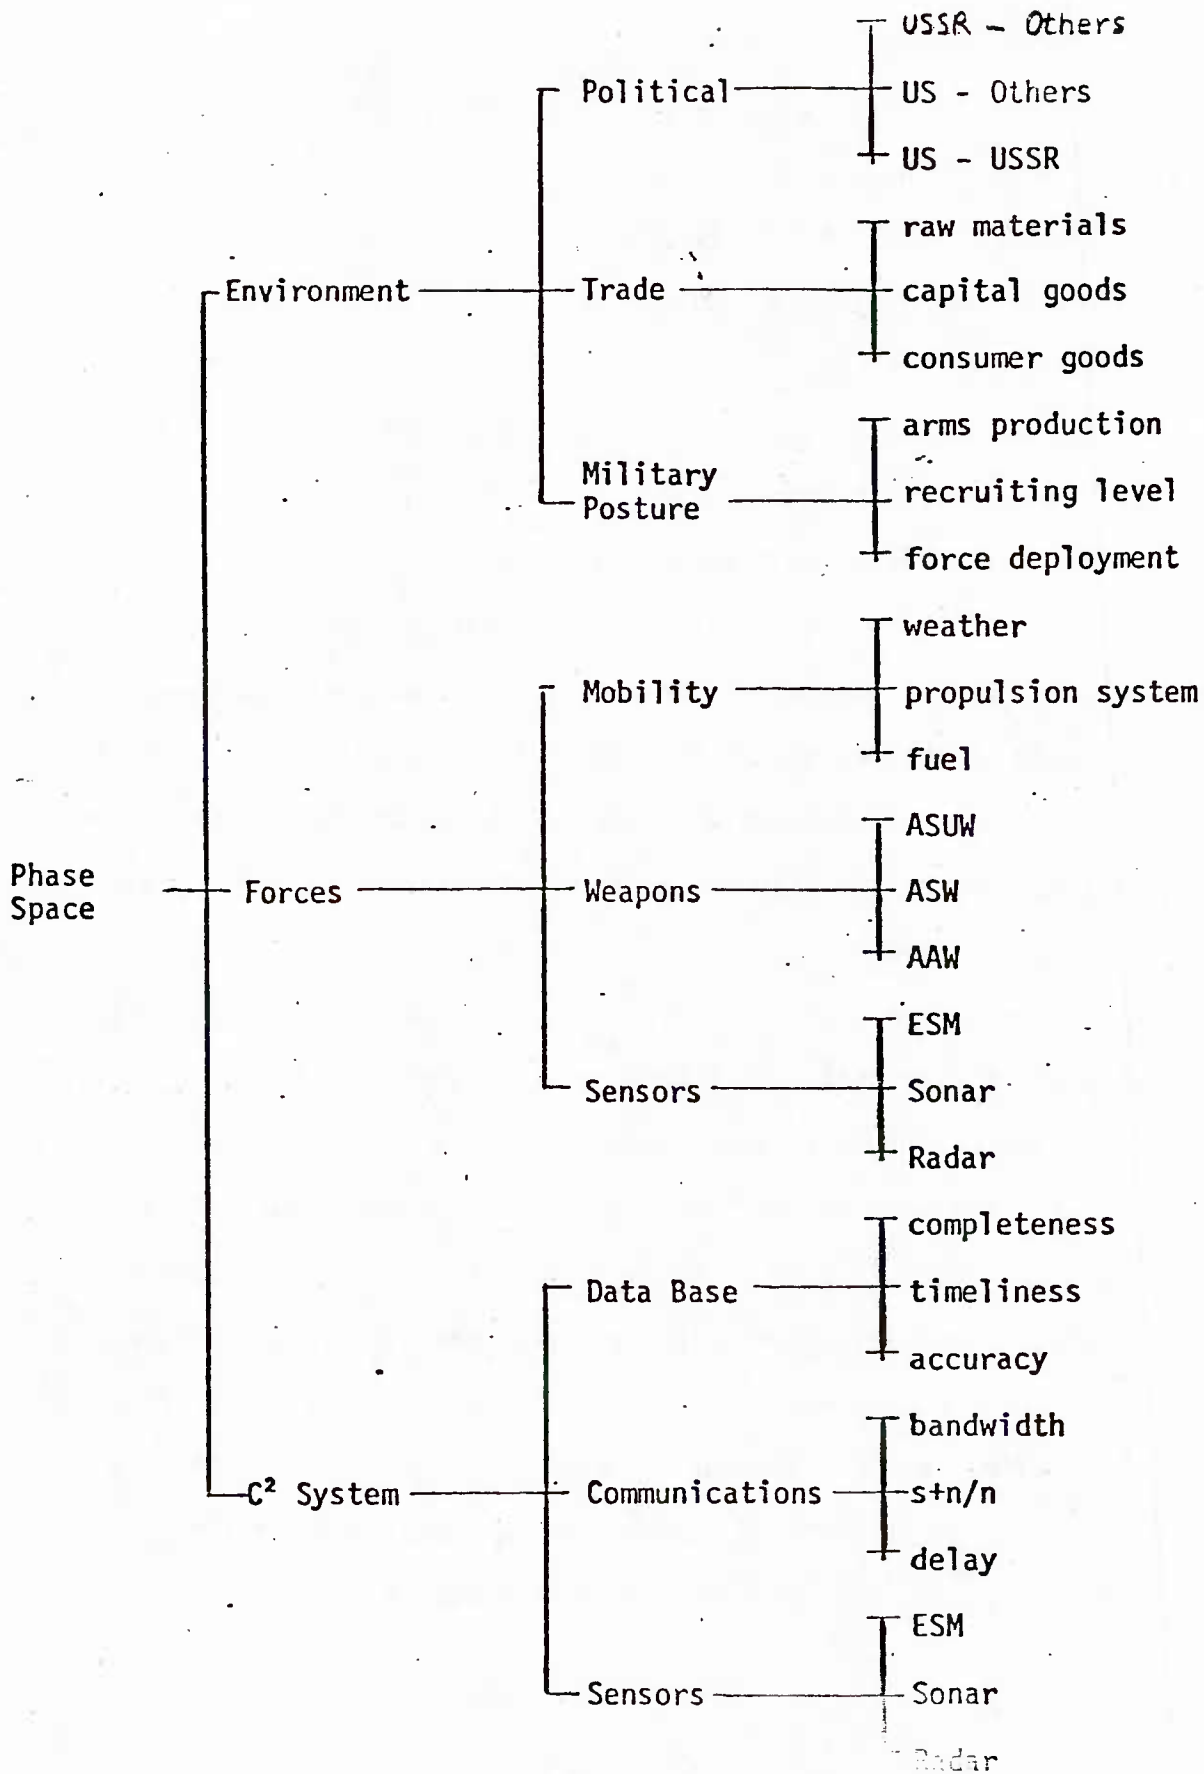 USSR - Others
Political
US - Others
US - USSR
raw materials
Environment
Trade
capital goods
consumer goods
arms production
Military
Posture
recruiting level
force deployment
weather
Mobility
propulsion system
fuel
ASUW
Phase
Space
Forces
Weapons
ASW
AAW
ESM
Sensors
Sonar
Radar
completeness
Data Base
timeliness
accuracy
bandwidth
C² System
Communications
s+n/n
delay
ESM
Sensors
Sonar
Radar